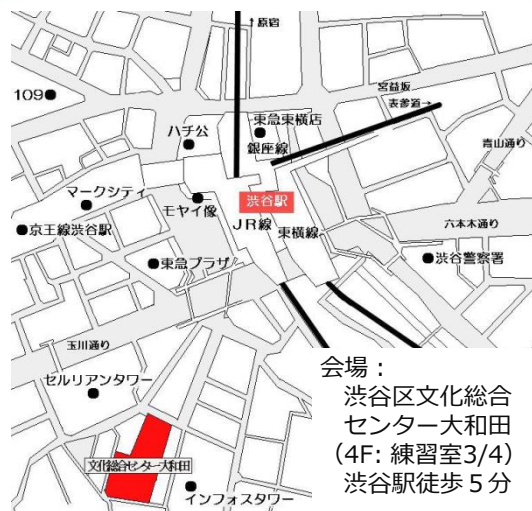 ↑原宿
宮益坂
表参道→
109
東急東横店
ハチ公
銀座線
青山通り
マークシティ
渋谷駅
モヤイ像
JR線
東横線
六本木通り
京王線渋谷駅
東急プラザ
渋谷警察署
玉川通り
セルリアンタワー
文化総合センター大和田
インフォスタワー
会場：
渋谷区文化総合
センター大和田
（4F: 練習室3/4）
渋谷駅徒歩５分